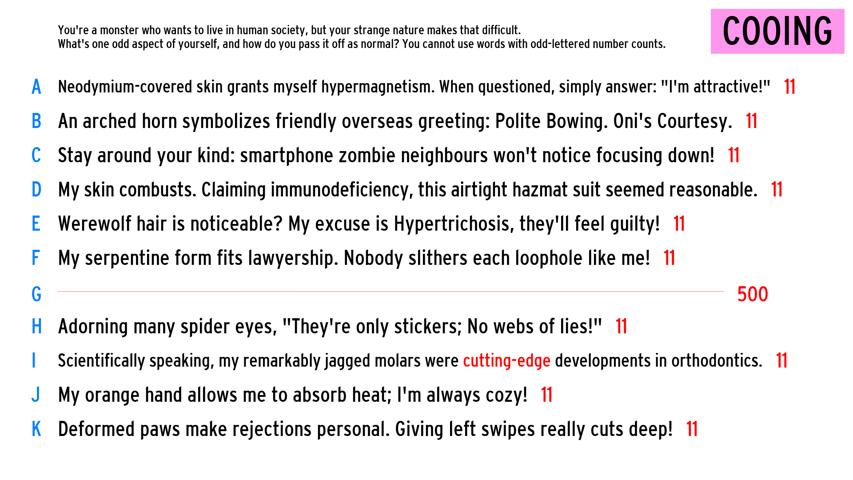 You're a monster who wants to live in human society, but your strange nature makes that difficult.
What's one odd aspect of yourself, and how do you pass it off as normal? You cannot use words with odd-lettered number counts.
COOING
A Neodymium-covered skin grants myself hypermagnetism. When questioned, simply answer: "I'm attractive!" 11
B An arched horn symbolizes friendly overseas greeting: Polite Bowing. Oni's Courtesy. 11
C Stay around your kind: smartphone zombie neighbours won't notice focusing down! 11
D My skin combusts. Claiming immunodeficiency, this airtight hazmat suit seemed reasonable. 11
E Werewolf hair is noticeable? My excuse is Hypertrichosis, they'll feel guilty! 11
F My serpentine form fits lawyership. Nobody slithers each loophole like me! 11
G 500
H Adorning many spider eyes, "They're only stickers; No webs of lies!" 11
I Scientifically speaking, my remarkably jagged molars were cutting-edge developments in orthodontics. 11
J My orange hand allows me to absorb heat; I'm always cozy! 11
K Deformed paws make rejections personal. Giving left swipes really cuts deep! 11